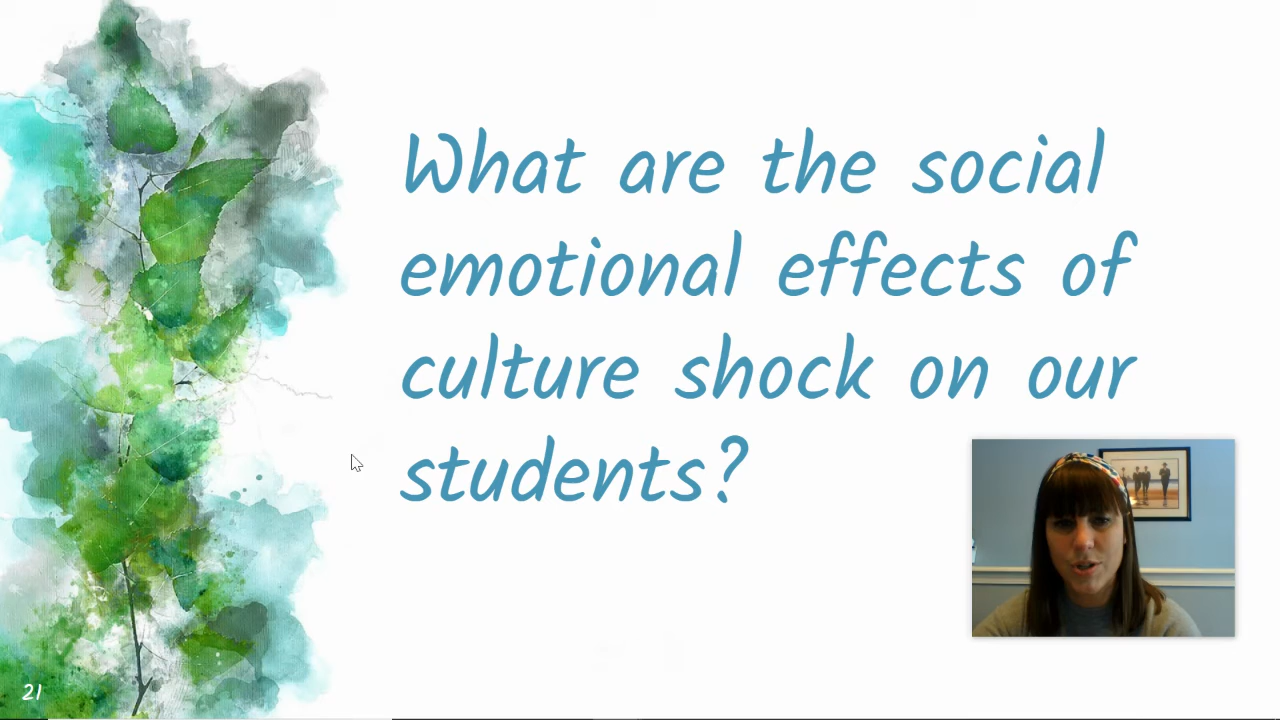 What are the social
emotional effects of
culture shock on our
students?
21